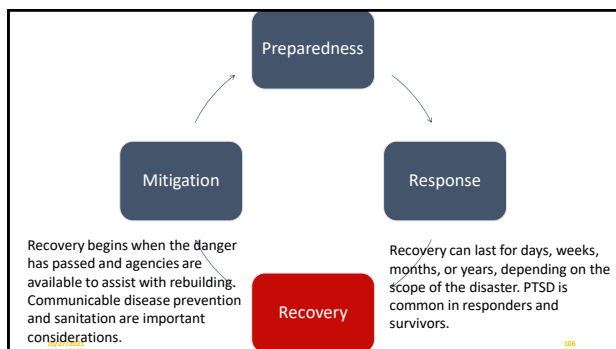 Preparedness
Mitigation
Response
Recovery begins when the danger
has passed and agencies are
available to assist with rebuilding.
Communicable disease prevention
and sanitation are important
considerations.
Recovery can last for days, weeks,
months, or years, depending on the
scope of the disaster. PTSD is
common in responders and
survivors.
Recovery
106